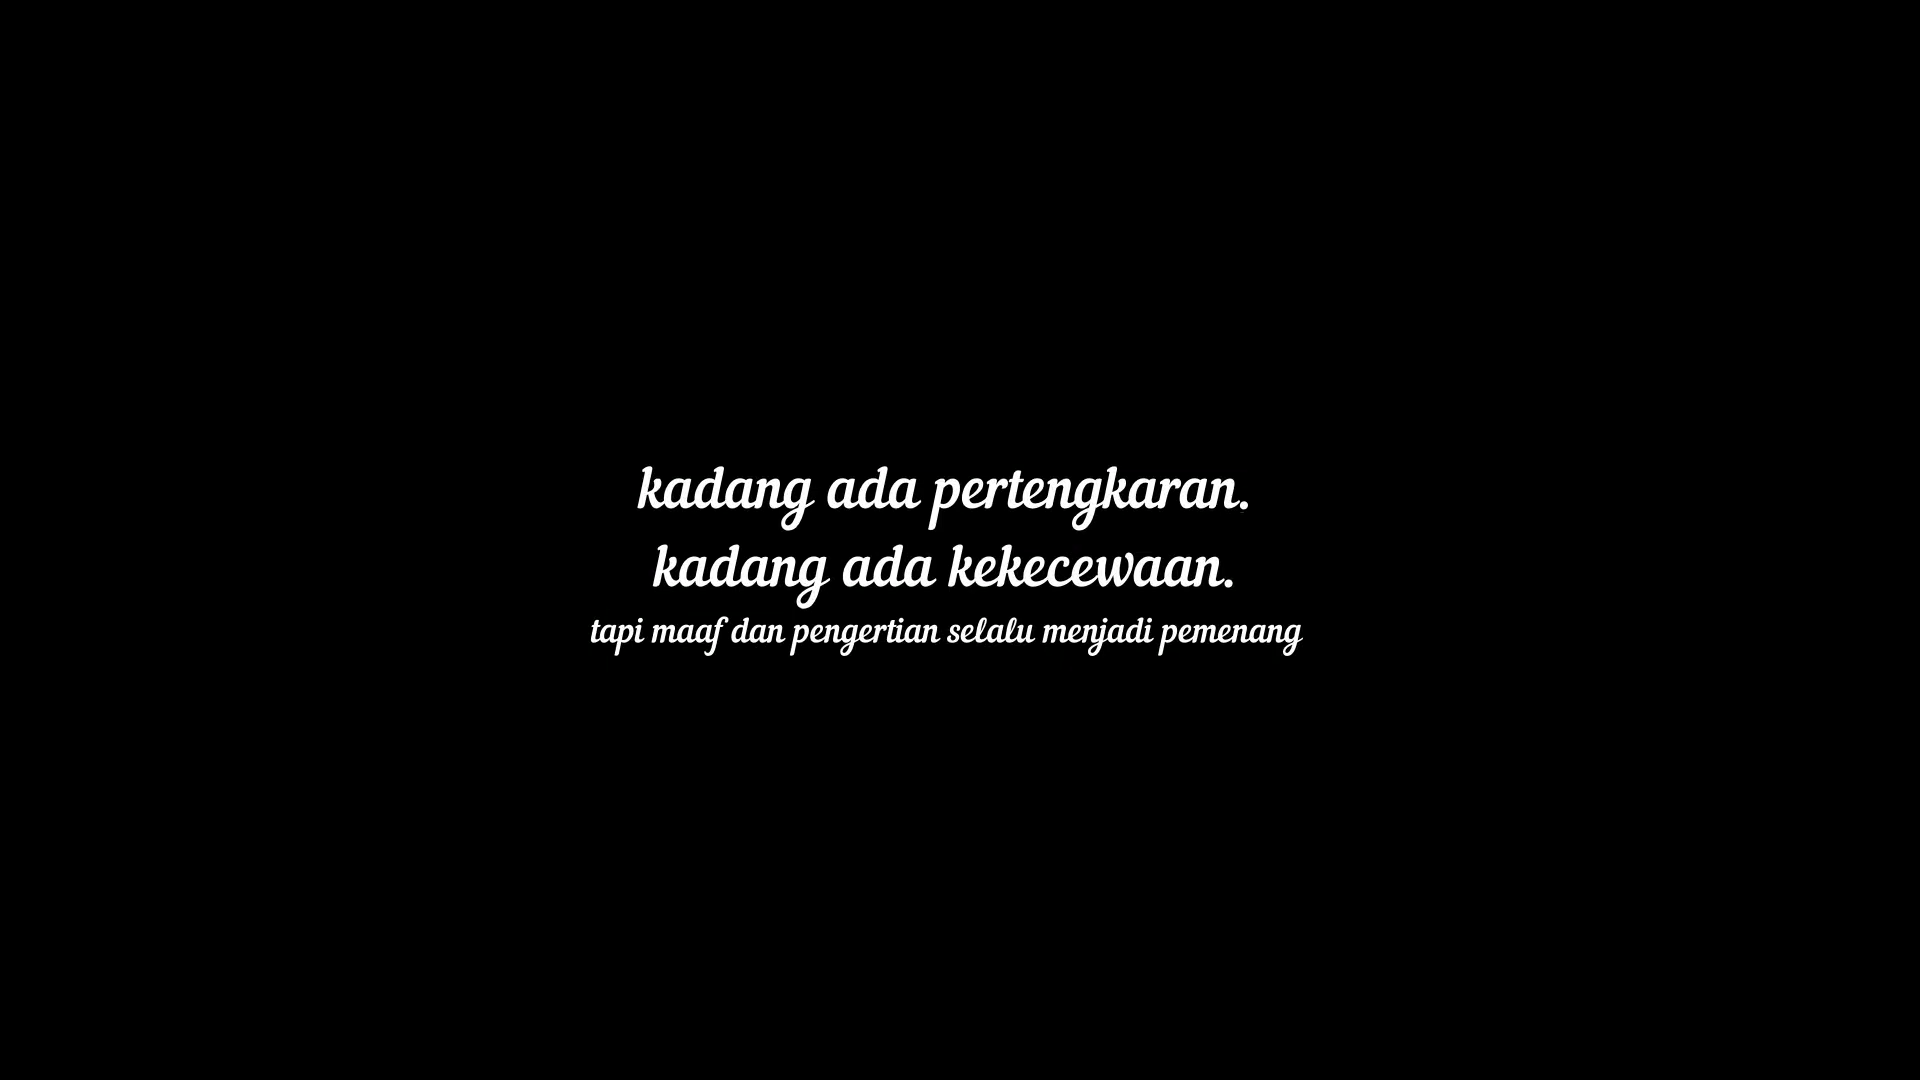 kadang ada pertengkaran.
kadang ada kekecewaan.
tapi maaf dan pengertian selalu menjadi pemenang